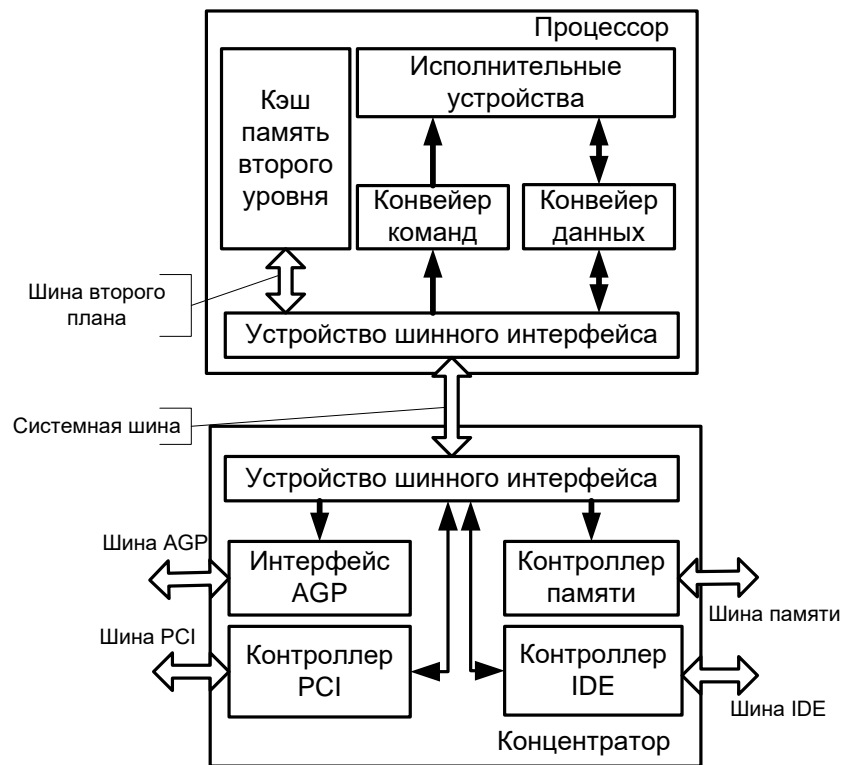 Процессор
Кэш
память
второго
уровня
Исполнительные
устройства
Конвейер
команд
Конвейер
данных
Шина второго
плана
Устройство шинного интерфейса
Системная шина
Устройство шинного интерфейса
Шина AGP
Интерфейс
AGP
Контроллер
памяти
Шина памяти
Шина PCI
Контроллер
PCI
Контроллер
IDE
Шина IDE
Концентратор